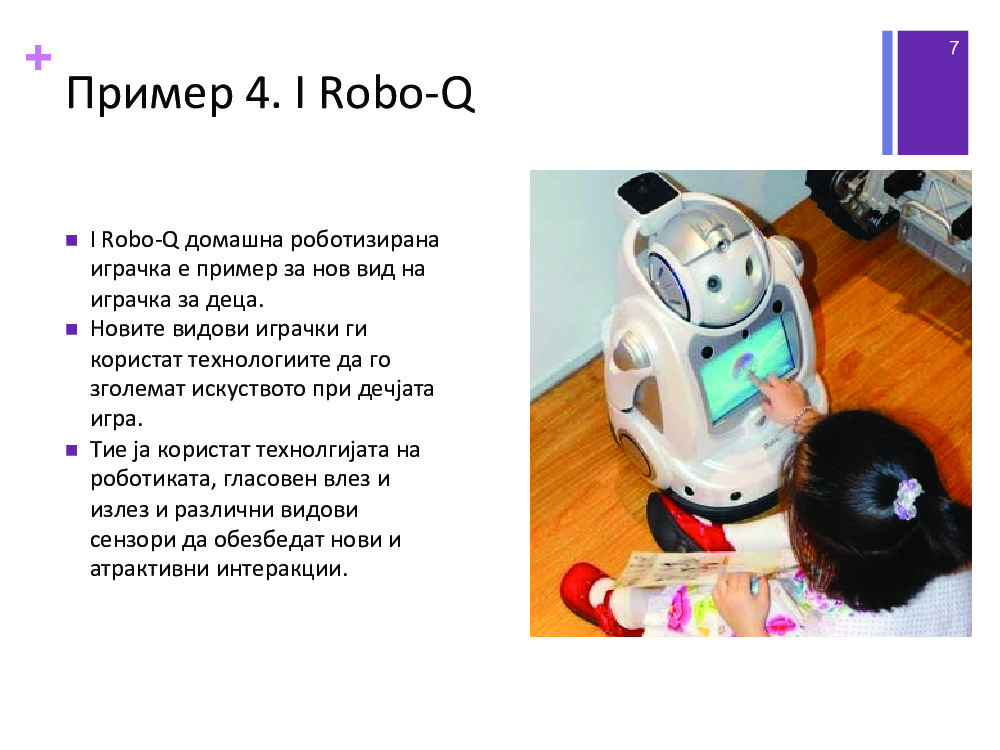 +
7
Пример 4. I Robo-Q
I Robo-Q домашна роботизирана
играчка е пример за нов вид на
играчка за деца.
Новите видови играчки ги
користат технологиите да го
зголемат искуството при дечјата
игра.
Тие ја користат технолгијата на
роботиката, гласовен влез и
излез и различни видови
сензори да обезбедат нови и
атрактивни интеракции.